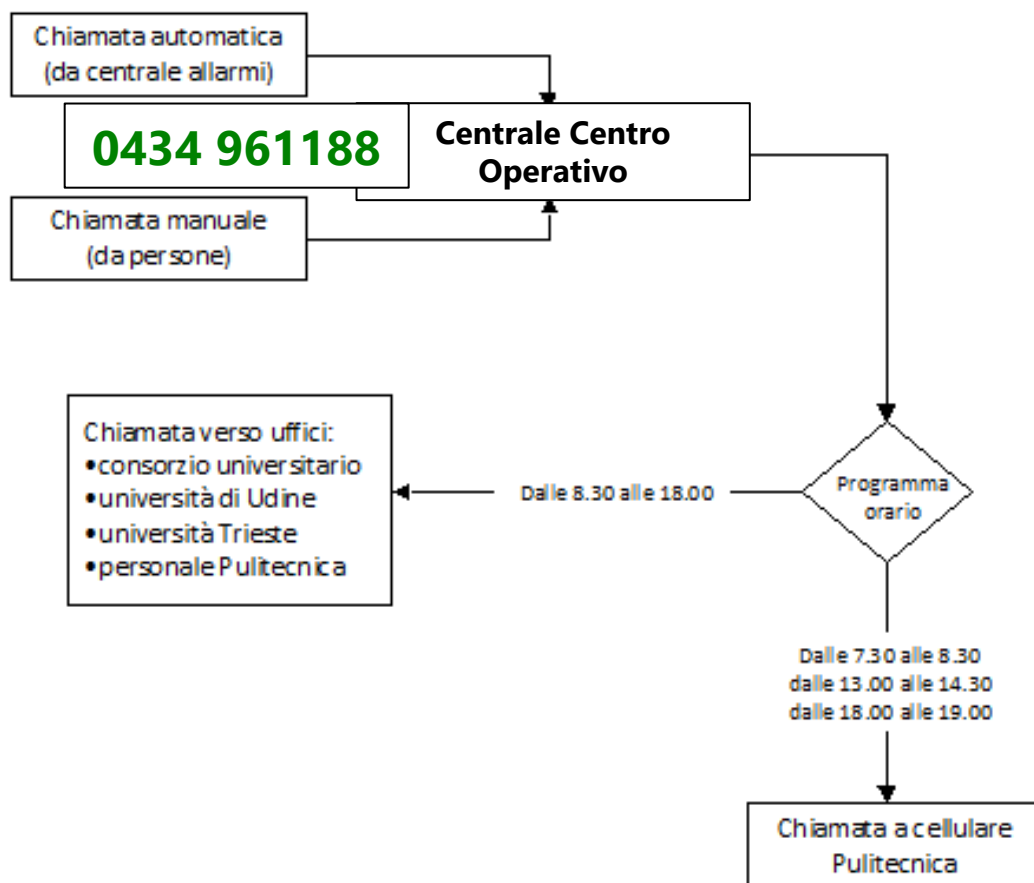 Chiamata automatica
(da centrale allarmi)
0434 961188
Centrale Centro
Operativo
Chiamata manuale
(da persone)
Chiamata verso uffici:
•consorzio universitario
•università di Udine
•università Trieste
•personale Pulitecnica
Dalle 8.30 alle 18.00
Programma
orario
Dalle 7.30 alle 8.30
dalle 13.00 alle 14.30
dalle 18.00 alle 19.00
Chiamata a cellulare
Pulitecnica